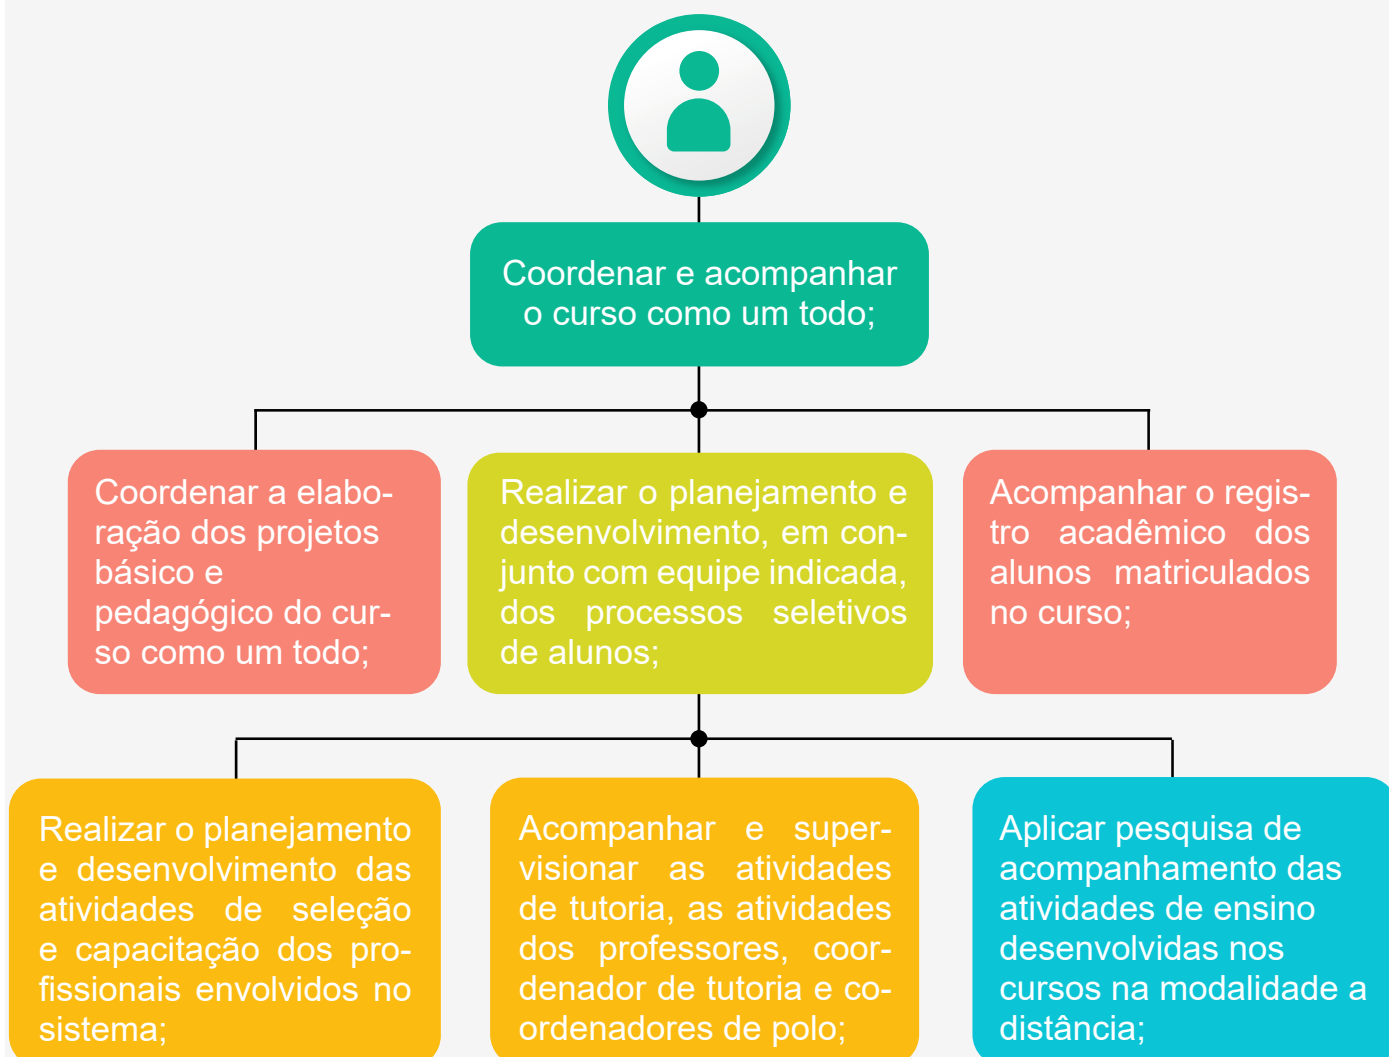 Coordenar e acompanhar
o curso como um todo;
Coordenar a elabo-
ração dos projetos
básico e
pedagógico do cur-
so como um todo;
Realizar o planejamento e
desenvolvimento, em con-
junto com equipe indicada,
dos processos seletivos
de alunos;
Acompanhar o regis-
tro acadêmico dos
alunos matriculados
no curso;
Realizar o planejamento
e desenvolvimento das
atividades de seleção
e capacitação dos pro-
fissionais envolvidos no
sistema;
Acompanhar e super-
visionar as atividades
de tutoria, as atividades
dos professores, coor-
denador de tutoria e co-
ordenadores de polo;
Aplicar pesquisa de
acompanhamento das
atividades de ensino
desenvolvidas nos
cursos na modalidade a
distância;